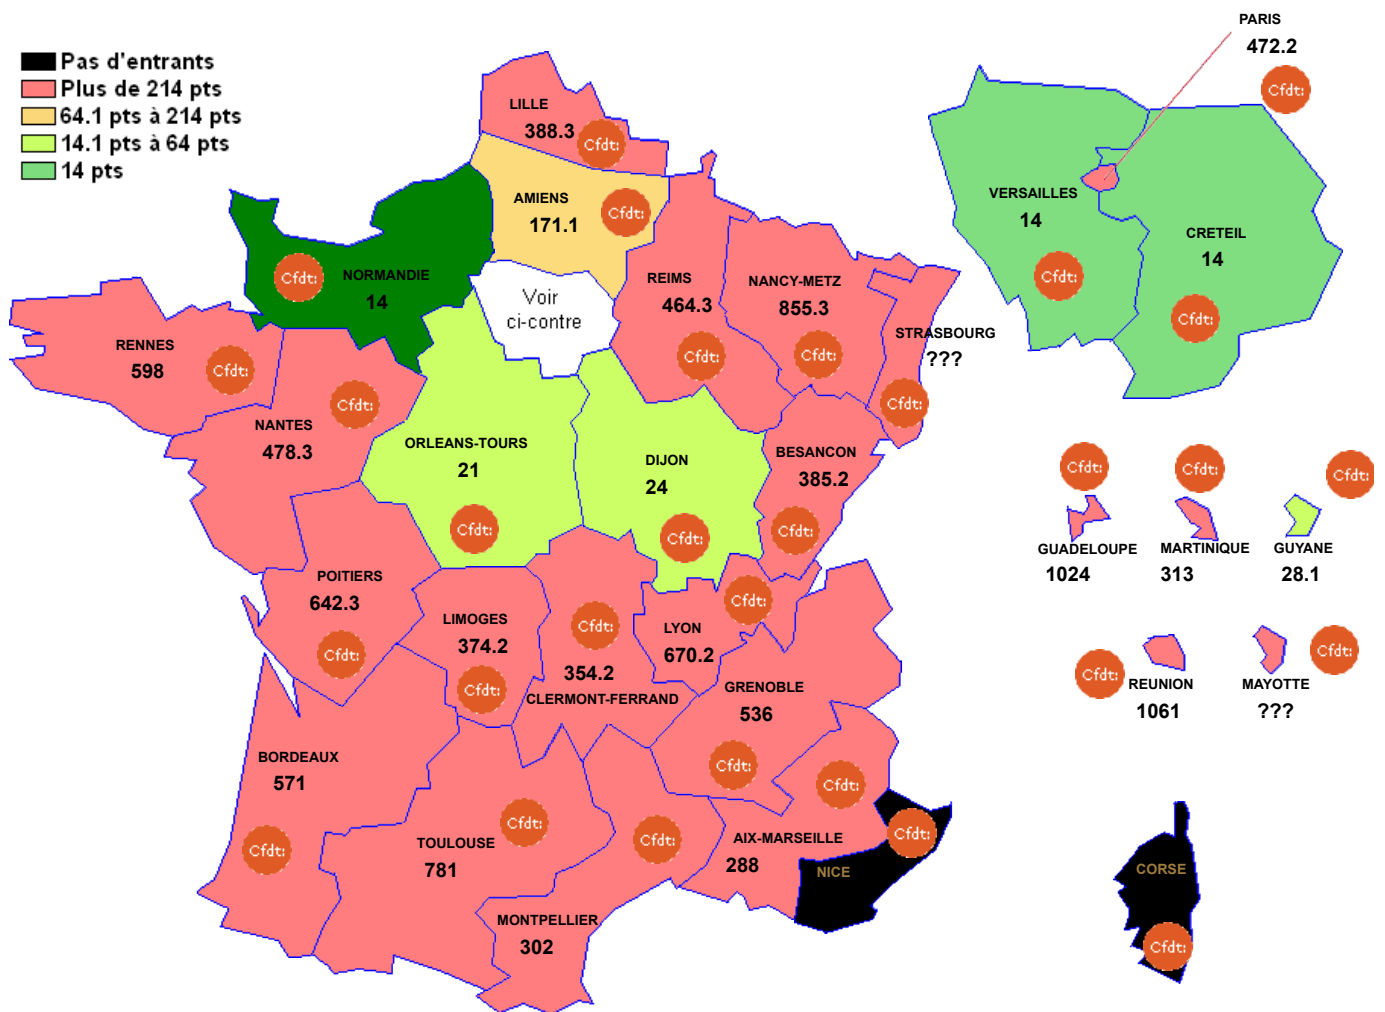 Pas d'entrants
Plus de 214 pts
64.1 pts à 214 pts
14.1 pts à 64 pts
14 pts
PARIS
472.2
Cfdt:
LILLE
388.3
Cfdt:
AMIENS
171.1
Cfdt:
VERSAILLES
14
Cfdt:
CRETEIL
14
Cfdt:
NORMANDIE
14
Cfdt:
Voir
ci-contre
REIMS
464.3
Cfdt:
NANCY-METZ
855.3
Cfdt:
STRASBOURG
???
Cfdt:
RENNES
598
Cfdt:
NANTES
478.3
Cfdt:
ORLEANS-TOURS
21
Cfdt:
DIJON
24
Cfdt:
BESANCON
385.2
Cfdt:
Cfdt:
GUADELOUPE
1024
Cfdt:
MARTINIQUE
313
Cfdt:
GUYANE
28.1
POITIERS
642.3
Cfdt:
LIMOGES
374.2
Cfdt:
Cfdt:
354.2
CLERMONT-FERRAND
Cfdt:
LYON
670.2
GRENOBLE
536
Cfdt:
Cfdt:
REUNION
1061
Cfdt:
MAYOTTE
???
BORDEAUX
571
Cfdt:
TOULOUSE
781
Cfdt:
Cfdt:
MONTPELLIER
302
Cfdt:
AIX-MARSEILLE
288
Cfdt:
NICE
CORSE
Cfdt: